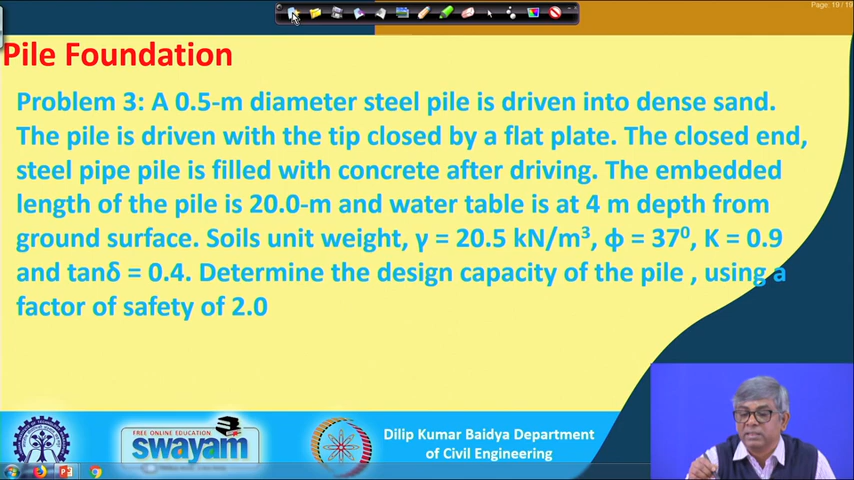 Page: 19 / 19
Pile Foundation
Problem 3: A 0.5-m diameter steel pile is driven into dense sand.
The pile is driven with the tip closed by a flat plate. The closed end,
steel pipe pile is filled with concrete after driving. The embedded
length of the pile is 20.0-m and water table is at 4 m depth from
ground surface. Soils unit weight, γ = 20.5 kN/m³, ɸ = 37⁰, K = 0.9
and tanδ = 0.4. Determine the design capacity of the pile , using a
factor of safety of 2.0
FREE ONLINE EDUCATION
swayam
Dilip Kumar Baidya Department
of Civil Engineering